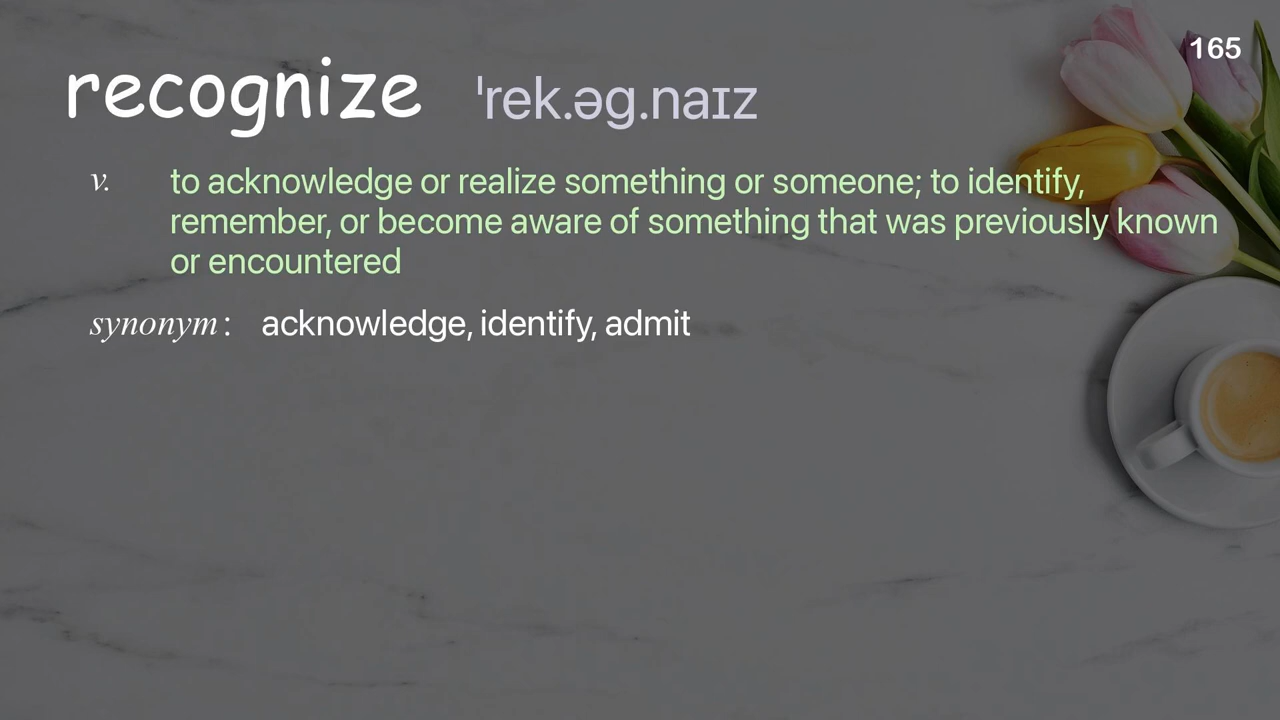 165
recognize ˈrek.əg.naɪz
v. to acknowledge or realize something or someone; to identify,
remember, or become aware of something that was previously known
or encountered
synonym: acknowledge, identify, admit